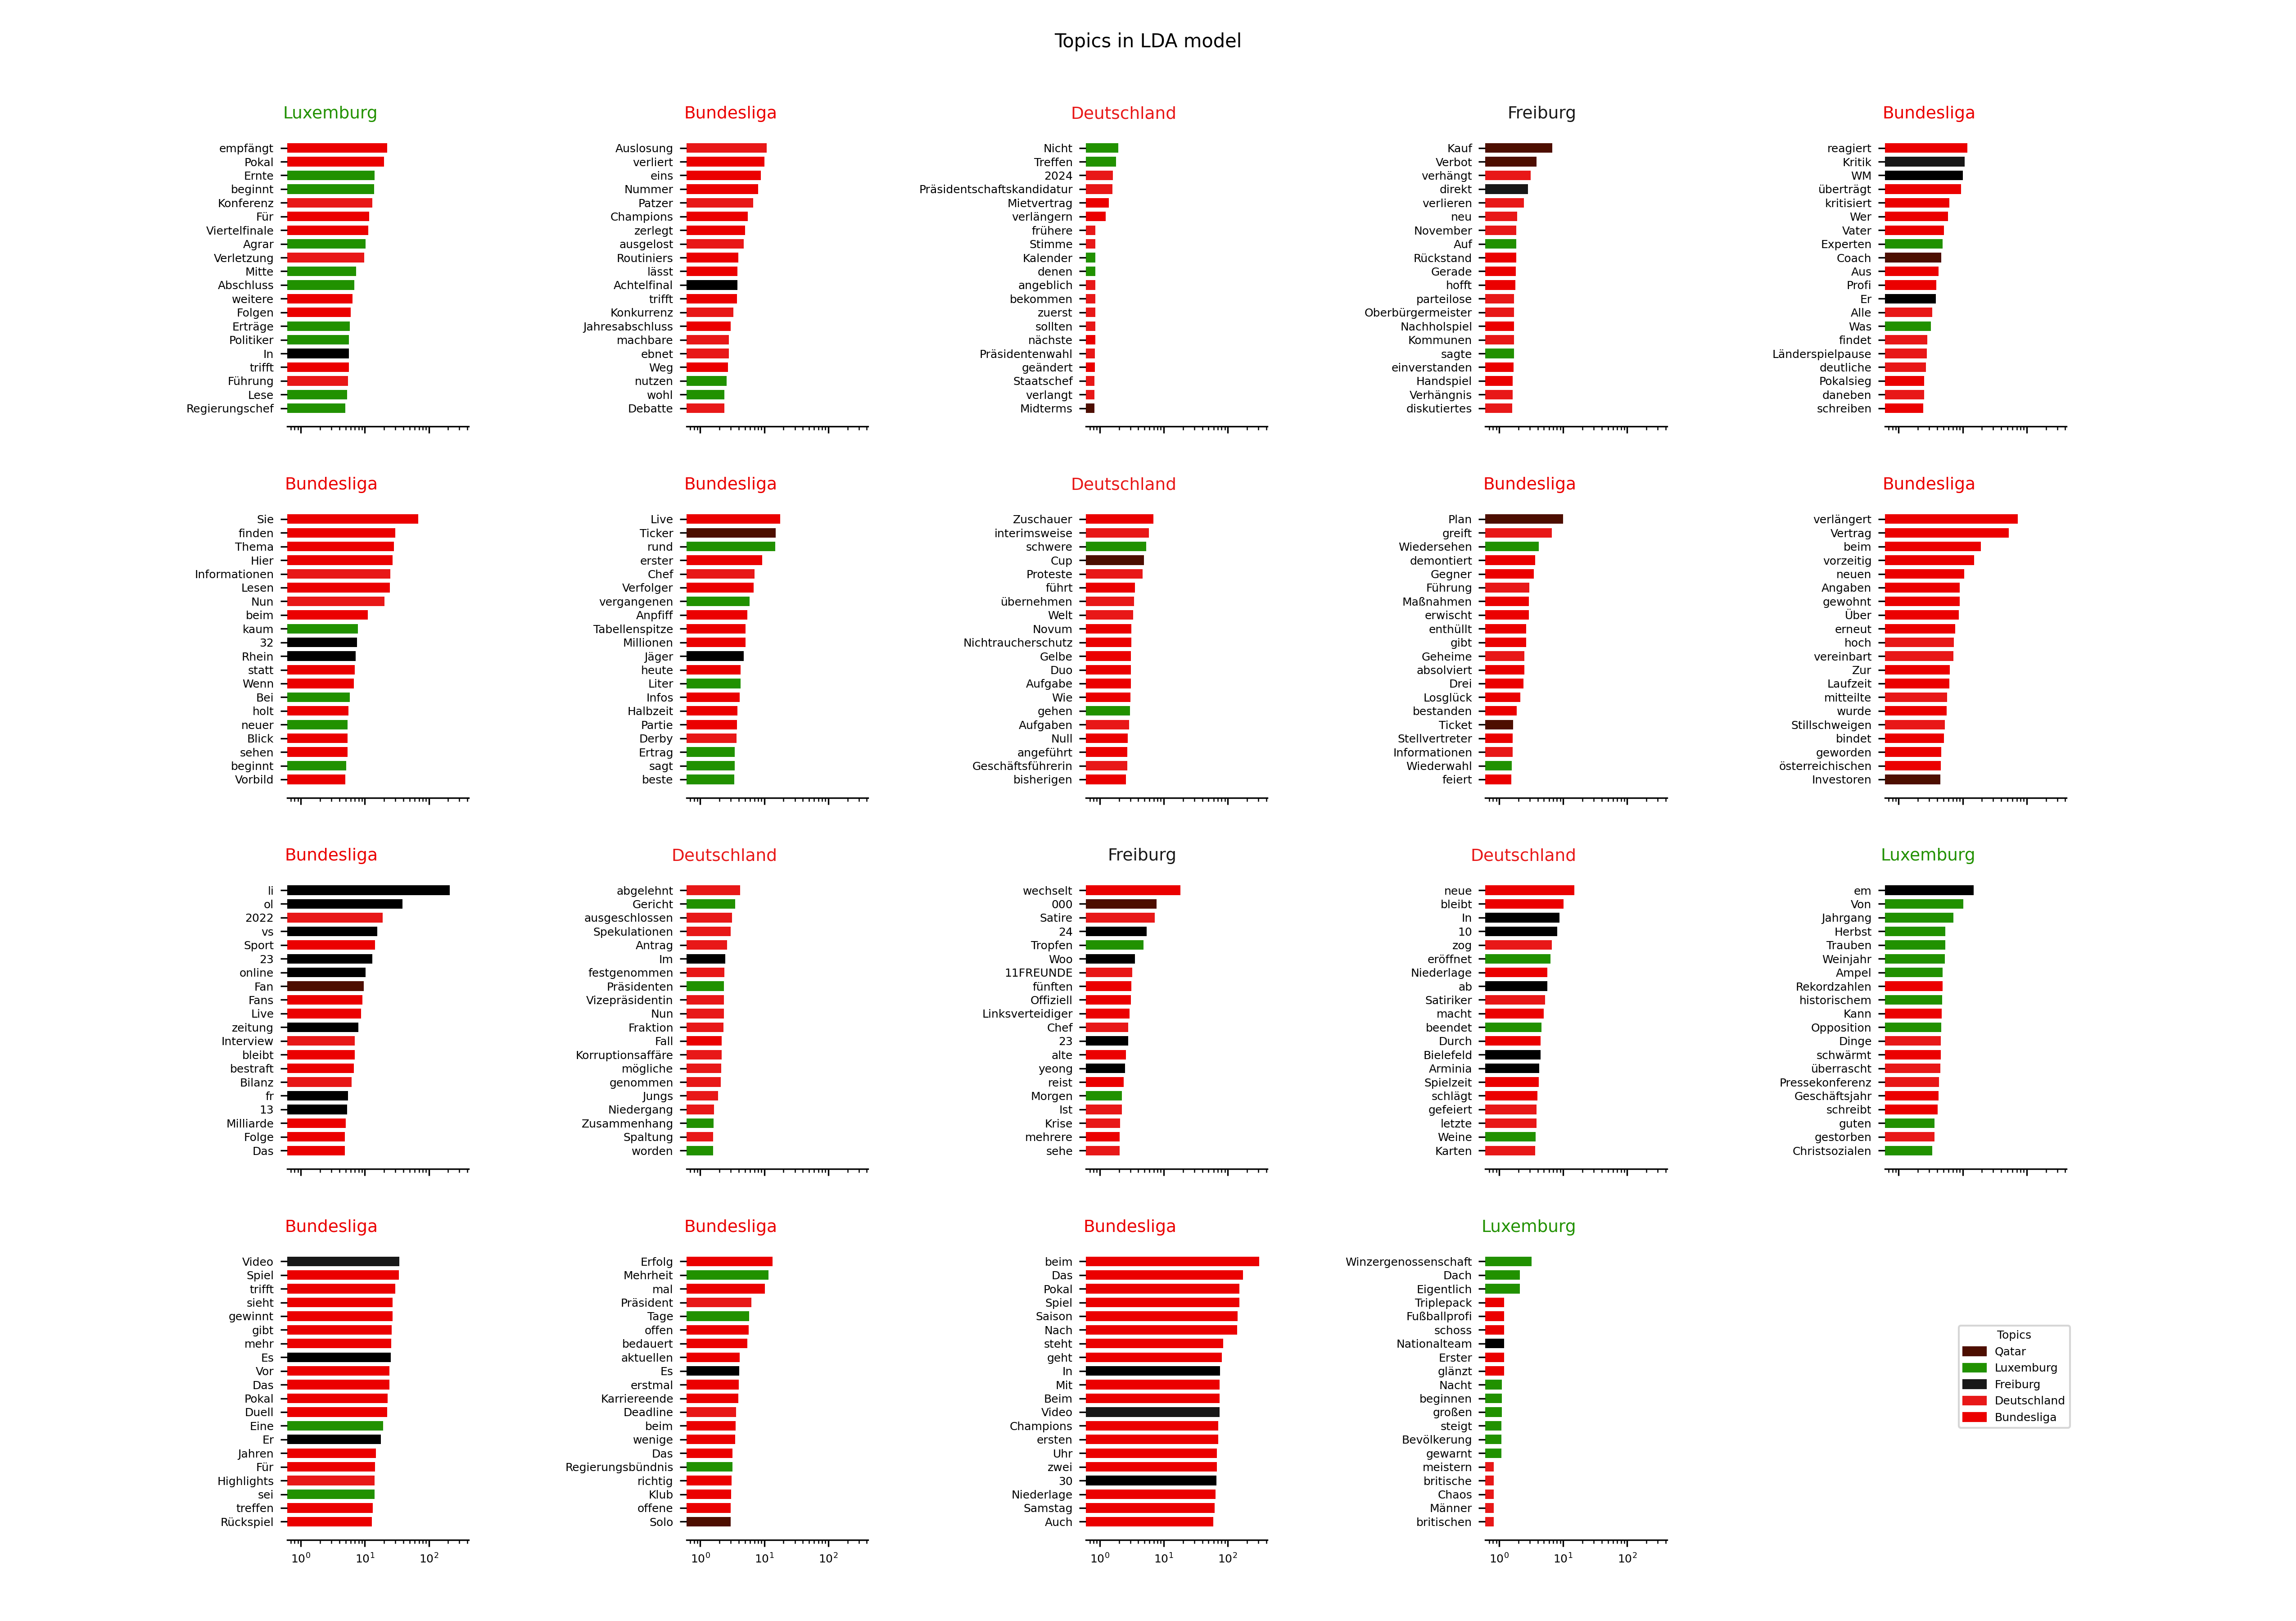 Topics in LDA model
Luxemburg
empfängt
Pokal
Ernte
beginnt
Konferenz
Für
Viertelfinale
Agrar
Verletzung
Mitte
Abschluss
weitere
Folgen
Erträge
Politiker
In
trifft
Führung
Lese
Regierungschef
Bundesliga
Auslosung
verliert
eins
Nummer
Patzer
Champions
zerlegt
ausgelost
Routiniers
lässt
Achtelfinal
trifft
Konkurrenz
Jahresabschluss
machbare
ebnet
Weg
nutzen
wohl
Debatte
Deutschland
Nicht
Treffen
2024
Präsidentschaftskandidatur
Mietvertrag
verlängern
frühere
Stimme
Kalender
denen
angeblich
bekommen
zuerst
sollten
nächste
Präsidentenwahl
geändert
Staatschef
verlangt
Midterms
Freiburg
Kauf
Verbot
verhängt
direkt
verlieren
neu
November
Auf
Rückstand
Gerade
hofft
parteilose
Oberbürgermeister
Nachholspiel
Kommunen
sagte
einverstanden
Handspiel
Verhängnis
diskutiertes
Bundesliga
reagiert
Kritik
WM
überträgt
kritisiert
Wer
Vater
Experten
Coach
Aus
Profi
Er
Alle
Was
findet
Länderspielpause
deutliche
Pokalsieg
daneben
schreiben
Bundesliga
Sie
finden
Thema
Hier
Informationen
Lesen
Nun
beim
kaum
32
Rhein
statt
Wenn
Bei
holt
neuer
Blick
sehen
beginnt
Vorbild
Bundesliga
Live
Ticker
rund
erster
Chef
Verfolger
vergangenen
Anpfiff
Tabellenspitze
Millionen
Jäger
heute
Liter
Infos
Halbzeit
Partie
Derby
Ertrag
sagt
beste
Deutschland
Zuschauer
interimsweise
schwere
Cup
Proteste
führt
übernehmen
Welt
Novum
Nichtraucherschutz
Gelbe
Duo
Aufgabe
Wie
gehen
Aufgaben
Null
angeführt
Geschäftsführerin
bisherigen
Bundesliga
Plan
greift
Wiedersehen
demontiert
Gegner
Führung
Maßnahmen
erwischt
enthüllt
gibt
Geheime
absolviert
Drei
Losglück
bestanden
Ticket
Stellvertreter
Informationen
Wiederwahl
feiert
Bundesliga
verlängert
Vertrag
beim
vorzeitig
neuen
Angaben
gewohnt
Über
erneut
hoch
vereinbart
Zur
Laufzeit
mitteilte
wurde
Stillschweigen
bindet
geworden
österreichischen
Investoren
Bundesliga
li
ol
2022
vs
Sport
23
online
Fan
Fans
Live
zeitung
Interview
bleibt
bestraft
Bilanz
fr
13
Milliarde
Folge
Das
Deutschland
abgelehnt
Gericht
ausgeschlossen
Spekulationen
Antrag
Im
festgenommen
Präsidenten
Vizepräsidentin
Nun
Fraktion
Fall
Korruptionsaffäre
mögliche
genommen
Jungs
Niedergang
Zusammenhang
Spaltung
worden
Freiburg
wechselt
000
Satire
24
Tropfen
Woo
11FREUNDE
fünften
Offiziell
Linksverteidiger
Chef
23
alte
yeong
reist
Morgen
Ist
Krise
mehrere
sehe
Deutschland
neue
bleibt
In
10
zog
eröffnet
Niederlage
ab
Satiriker
macht
beendet
Durch
Bielefeld
Arminia
Spielzeit
schlägt
gefeiert
letzte
Weine
Karten
Luxemburg
em
Von
Jahrgang
Herbst
Trauben
Weinjahr
Ampel
Rekordzahlen
historischem
Kann
Opposition
Dinge
schwärmt
überrascht
Pressekonferenz
Geschäftsjahr
schreibt
guten
gestorben
Christsozialen
Bundesliga
Video
Spiel
trifft
sieht
gewinnt
gibt
mehr
Es
Vor
Das
Pokal
Duell
Eine
Er
Jahren
Für
Highlights
sei
treffen
Rückspiel
10⁰ 10¹ 10²
Bundesliga
Erfolg
Mehrheit
mal
Präsident
Tage
offen
bedauert
aktuellen
Es
erstmal
Karriereende
Deadline
beim
wenige
Das
Regierungsbündnis
richtig
Klub
offene
Solo
10⁰ 10¹ 10²
Bundesliga
beim
Das
Pokal
Spiel
Saison
Nach
steht
geht
In
Mit
Beim
Video
Champions
ersten
Uhr
zwei
30
Niederlage
Samstag
Auch
10⁰ 10¹ 10²
Luxemburg
Winzergenossenschaft
Dach
Eigentlich
Triplepack
Fußballprofi
schoss
Nationalteam
Erster
glänzt
Nacht
beginnen
großen
steigt
Bevölkerung
gewarnt
meistern
britische
Chaos
Männer
britischen
10⁰ 10¹ 10²
Topics
Qatar
Luxemburg
Freiburg
Deutschland
Bundesliga